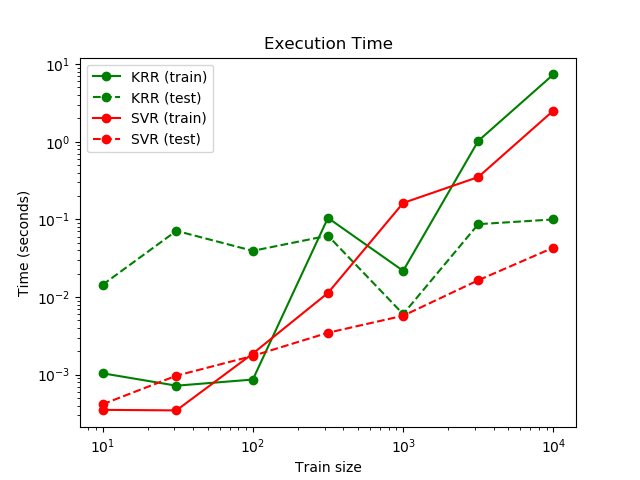 Execution Time
KRR (train)
KRR (test)
SVR (train)
SVR (test)
Time (seconds)
10¹
10⁰
10⁻¹
10⁻²
10⁻³
10¹ 10² 10³ 10⁴
Train size